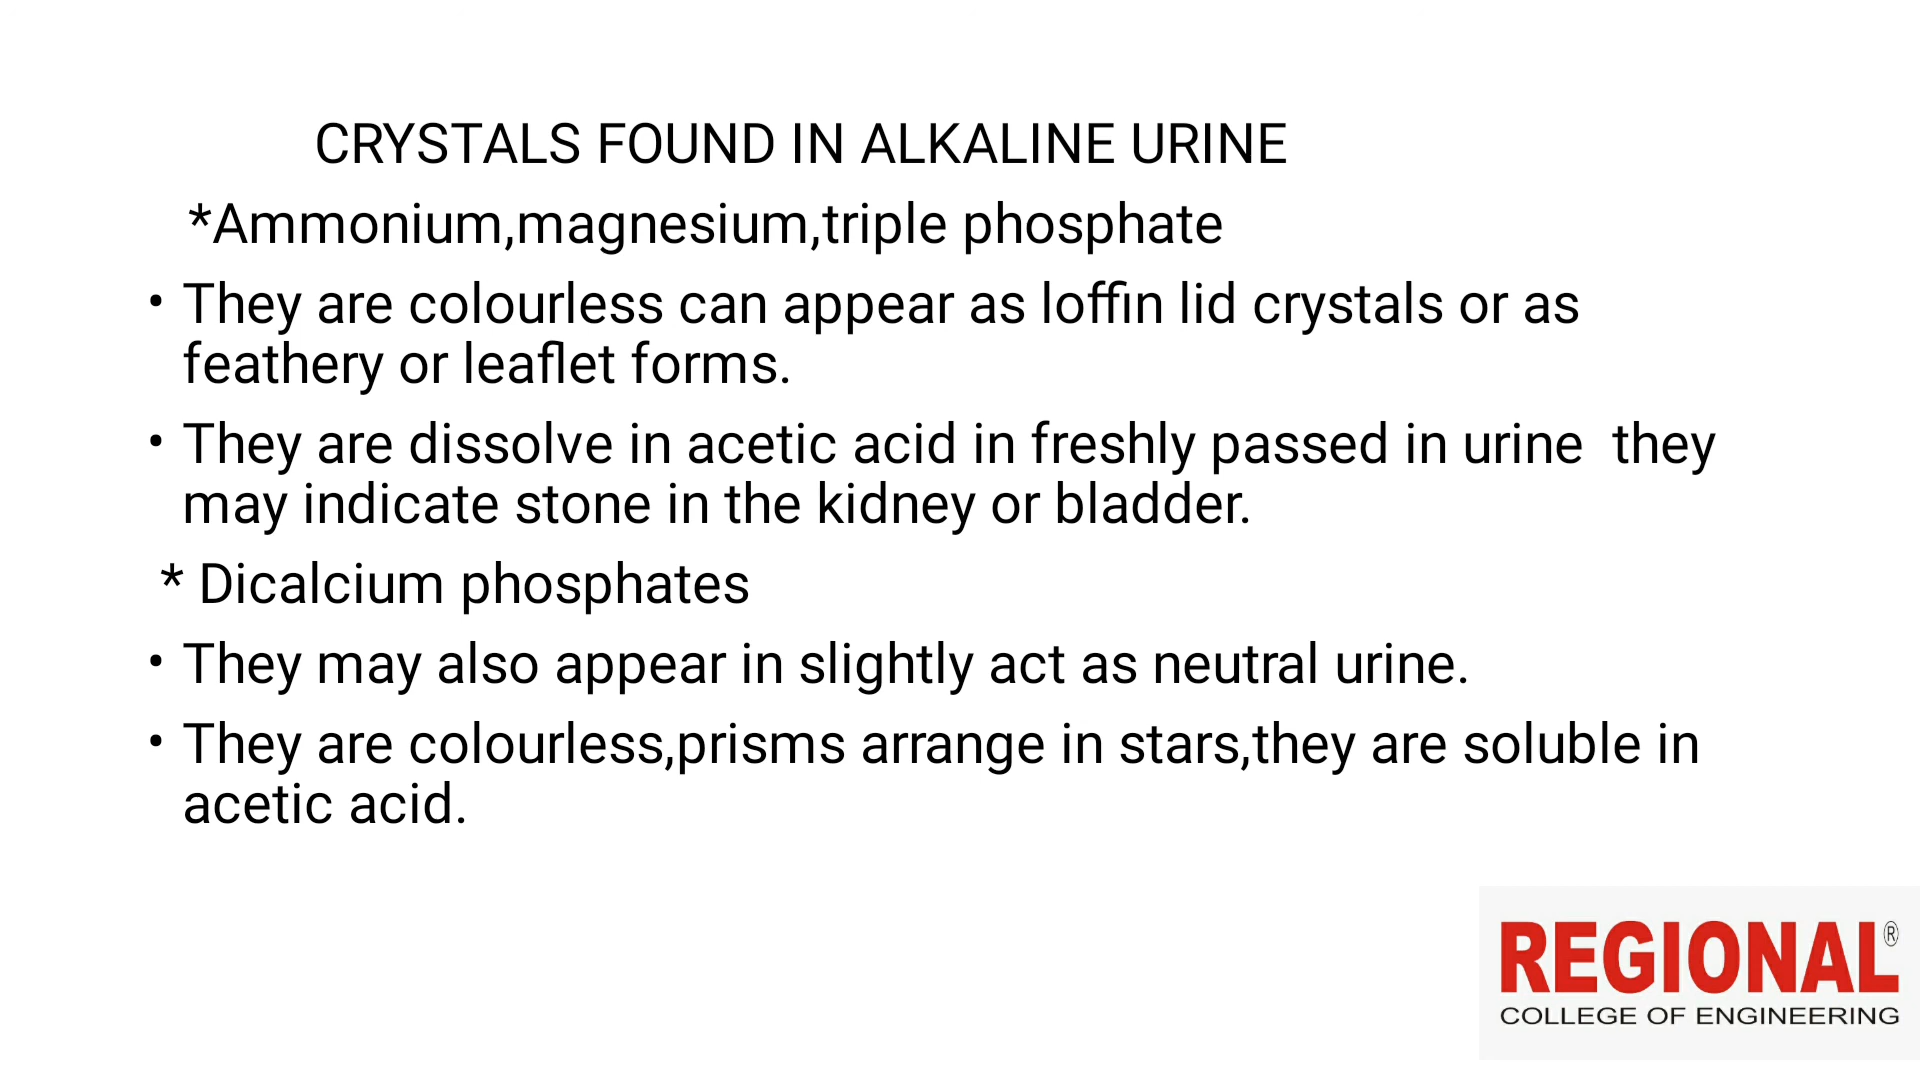 CRYSTALS FOUND IN ALKALINE URINE
*Ammonium,magnesium,triple phosphate
• They are colourless can appear as loffin lid crystals or as
feathery or leaflet forms.
• They are dissolve in acetic acid in freshly passed in urine  they
may indicate stone in the kidney or bladder.
* Dicalcium phosphates
• They may also appear in slightly act as neutral urine.
• They are colourless,prisms arrange in stars,they are soluble in
acetic acid.
REGIONAL®
COLLEGE OF ENGINEERING